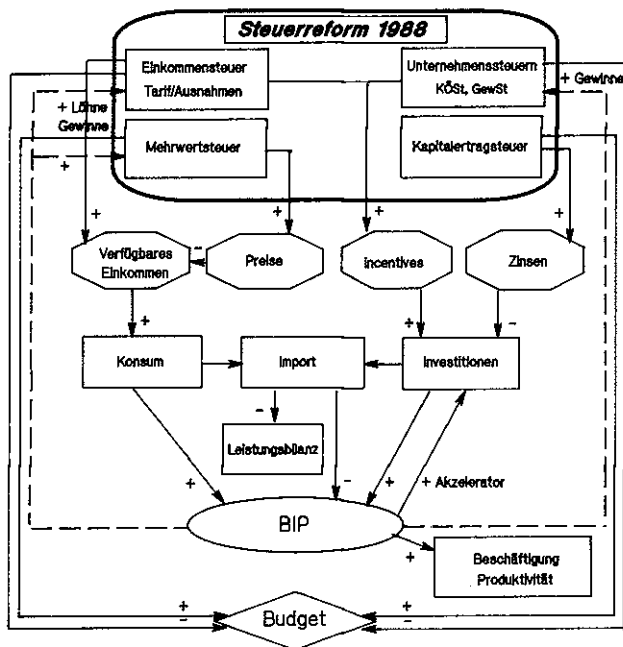 Steuerreform 1988
Einkommensteuer
Tarif/Ausnahmen
Unternehmenssteuern
KÖSt, GewSt
+ Gewinne
+ Löhne
Gewinne
Mehrwertsteuer
Kapitalertragsteuer
+
+
+
+
+
Verfügbares
Einkommen
-
Preise
incentives
Zinsen
+
+
-
Konsum
Import
Investitionen
-
Leistungsbilanz
+
-
+
+ Akzelerator
BIP
+
Beschäftigung
Produktivität
+
-
Budget
+
-